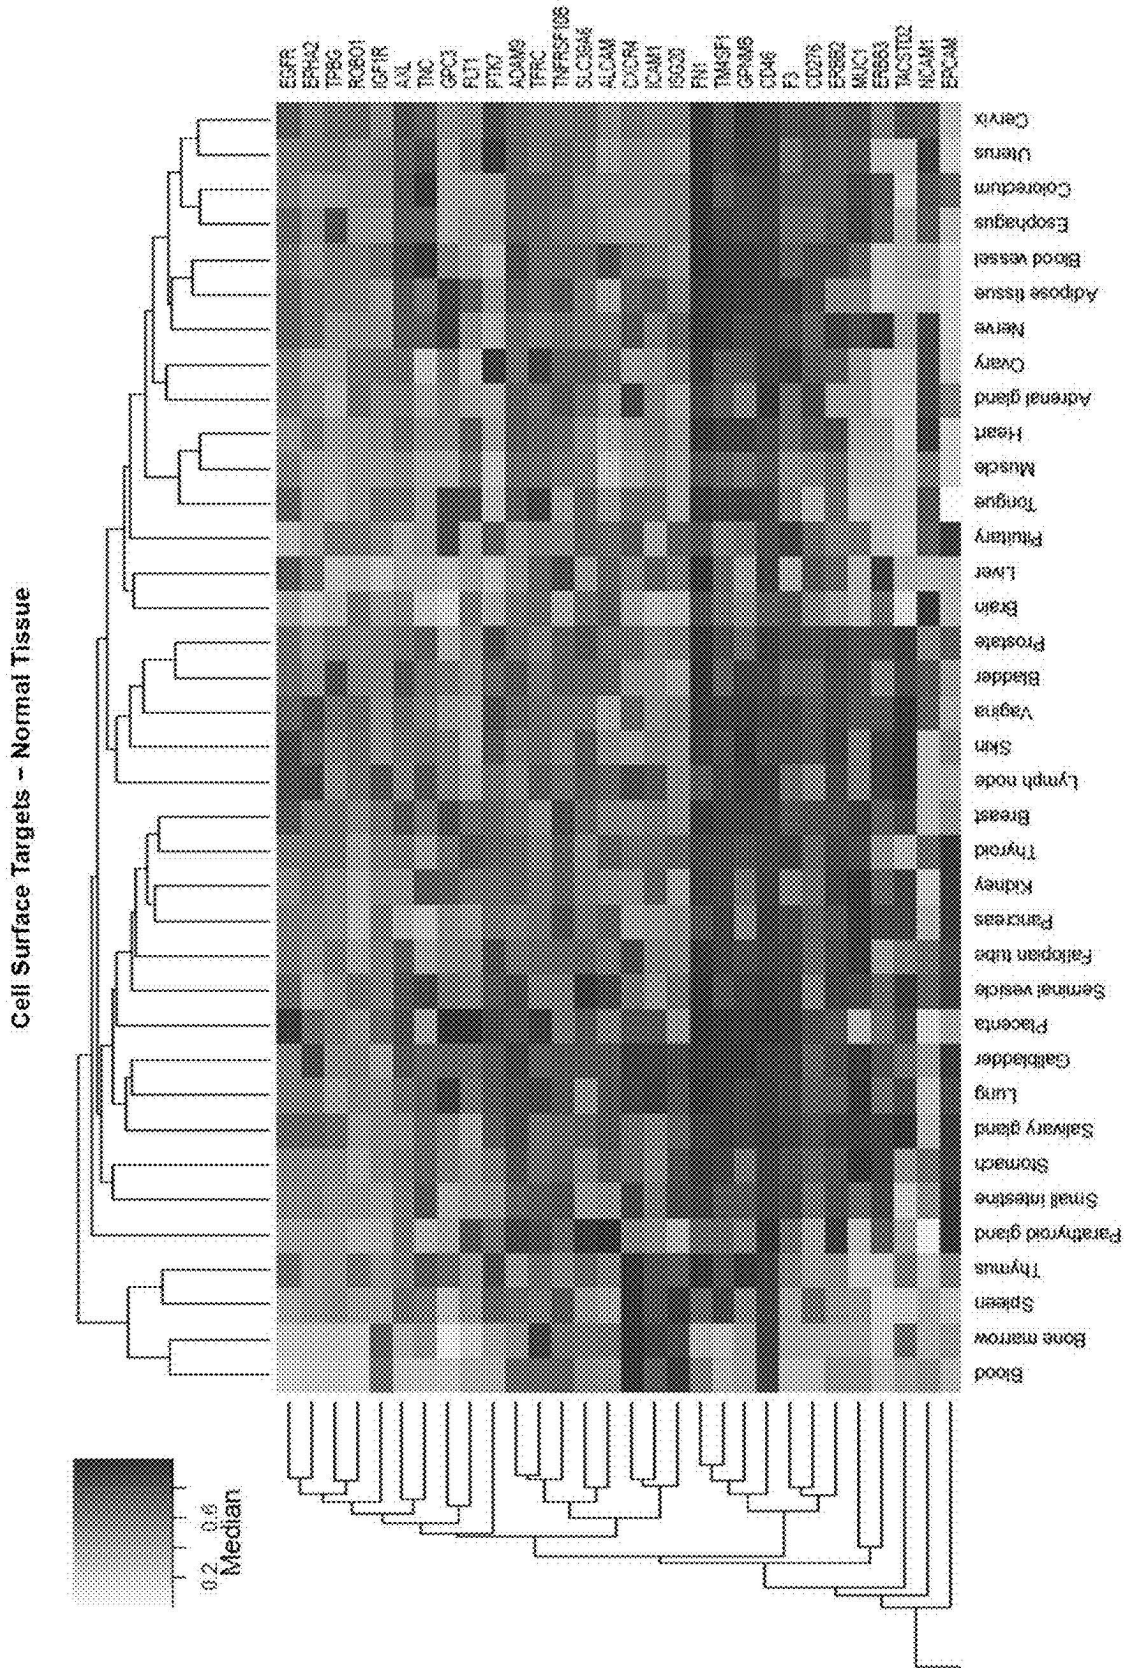 Cell Surface Targets – Normal Tissue
0.2 0.6
Median
EGFR
EPHA2
TPBG
ROBO1
IGF1R
AXL
TNC
GPC3
FLT1
PTK7
ADAM9
TFRC
TNFRSF10B
SLC39A6
ALCAM
CXCR4
ICAM1
ISG20
FN1
TM4SF1
GPNMB
CD46
F3
CD276
ERBB2
MUC1
ERBB3
TACSTD2
NCAM1
EPCAM
Cervix
Uterus
Colorectum
Esophagus
Blood vessel
Adipose tissue
Nerve
Ovary
Adrenal gland
Heart
Muscle
Tongue
Pituitary
Liver
Brain
Prostate
Bladder
Vagina
Skin
Lymph node
Breast
Thyroid
Kidney
Pancreas
Fallopian tube
Seminal vesicle
Placenta
Gallbladder
Lung
Salivary gland
Stomach
Small intestine
Parathyroid gland
Thymus
Spleen
Bone marrow
Blood